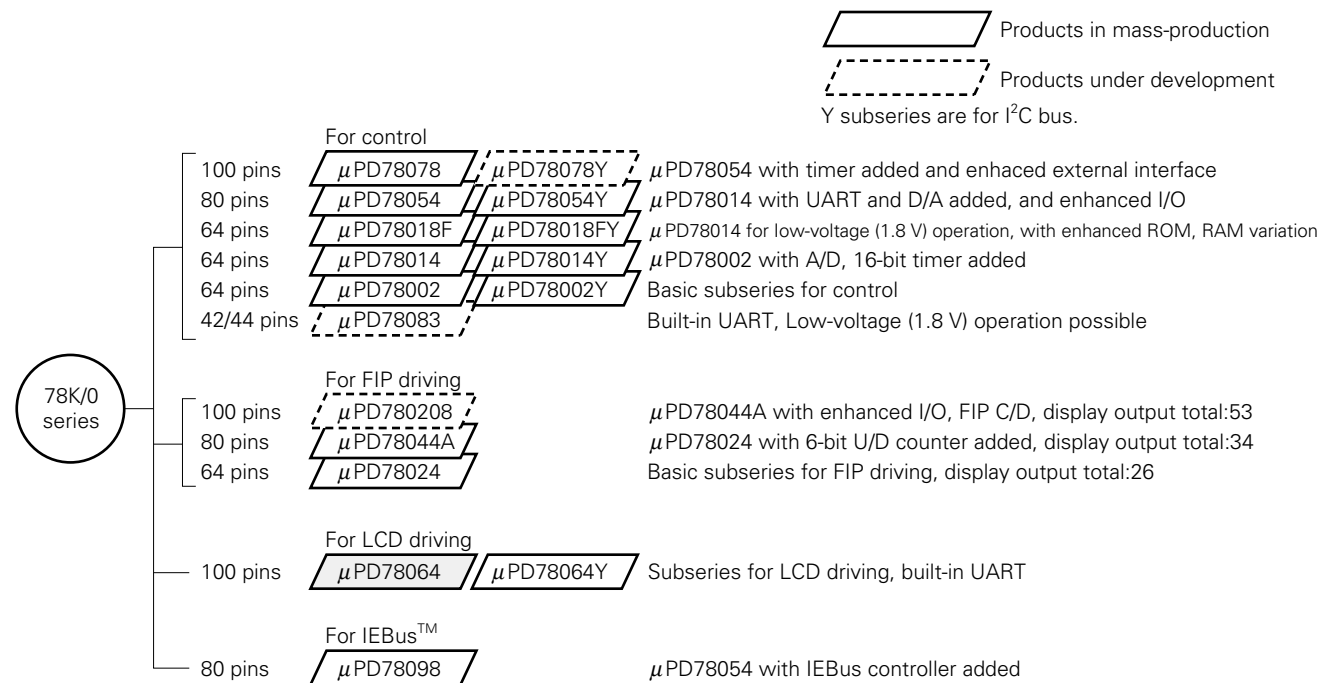 Products in mass-production
Products under development
Y subseries are for I²C bus.
For control
100 pins μPD78078 μPD78078Y μPD78054 with timer added and enhaced external interface
80 pins μPD78054 μPD78054Y μPD78014 with UART and D/A added, and enhanced I/O
64 pins μPD78018F μPD78018FY μPD78014 for low-voltage (1.8 V) operation, with enhanced ROM, RAM variation
64 pins μPD78014 μPD78014Y μPD78002 with A/D, 16-bit timer added
64 pins μPD78002 μPD78002Y Basic subseries for control
42/44 pins μPD78083 Built-in UART, Low-voltage (1.8 V) operation possible
78K/0
series
For FIP driving
100 pins μPD780208 μPD78044A with enhanced I/O, FIP C/D, display output total:53
80 pins μPD78044A μPD78024 with 6-bit U/D counter added, display output total:34
64 pins μPD78024 Basic subseries for FIP driving, display output total:26
For LCD driving
100 pins μPD78064 μPD78064Y Subseries for LCD driving, built-in UART
For IEBus™
80 pins μPD78098 μPD78054 with IEBus controller added